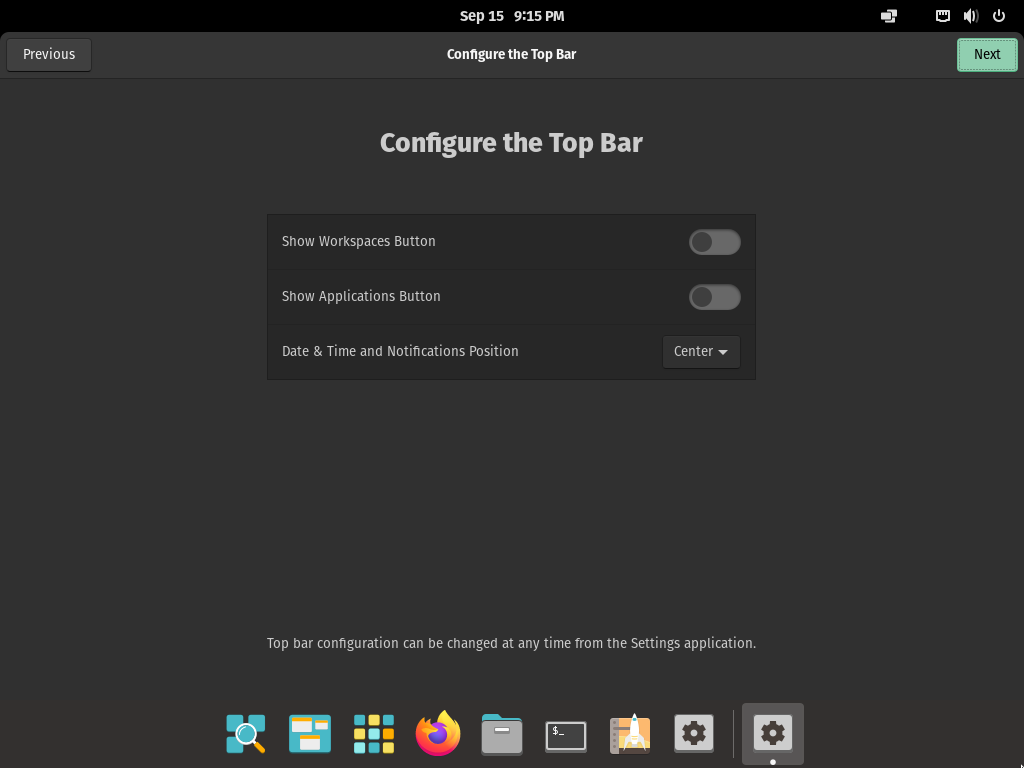 Sep 15 9:15 PM
Previous
Configure the Top Bar
Next
Configure the Top Bar
Show Workspaces Button
Show Applications Button
Date & Time and Notifications Position
Center
Top bar configuration can be changed at any time from the Settings application.
$_